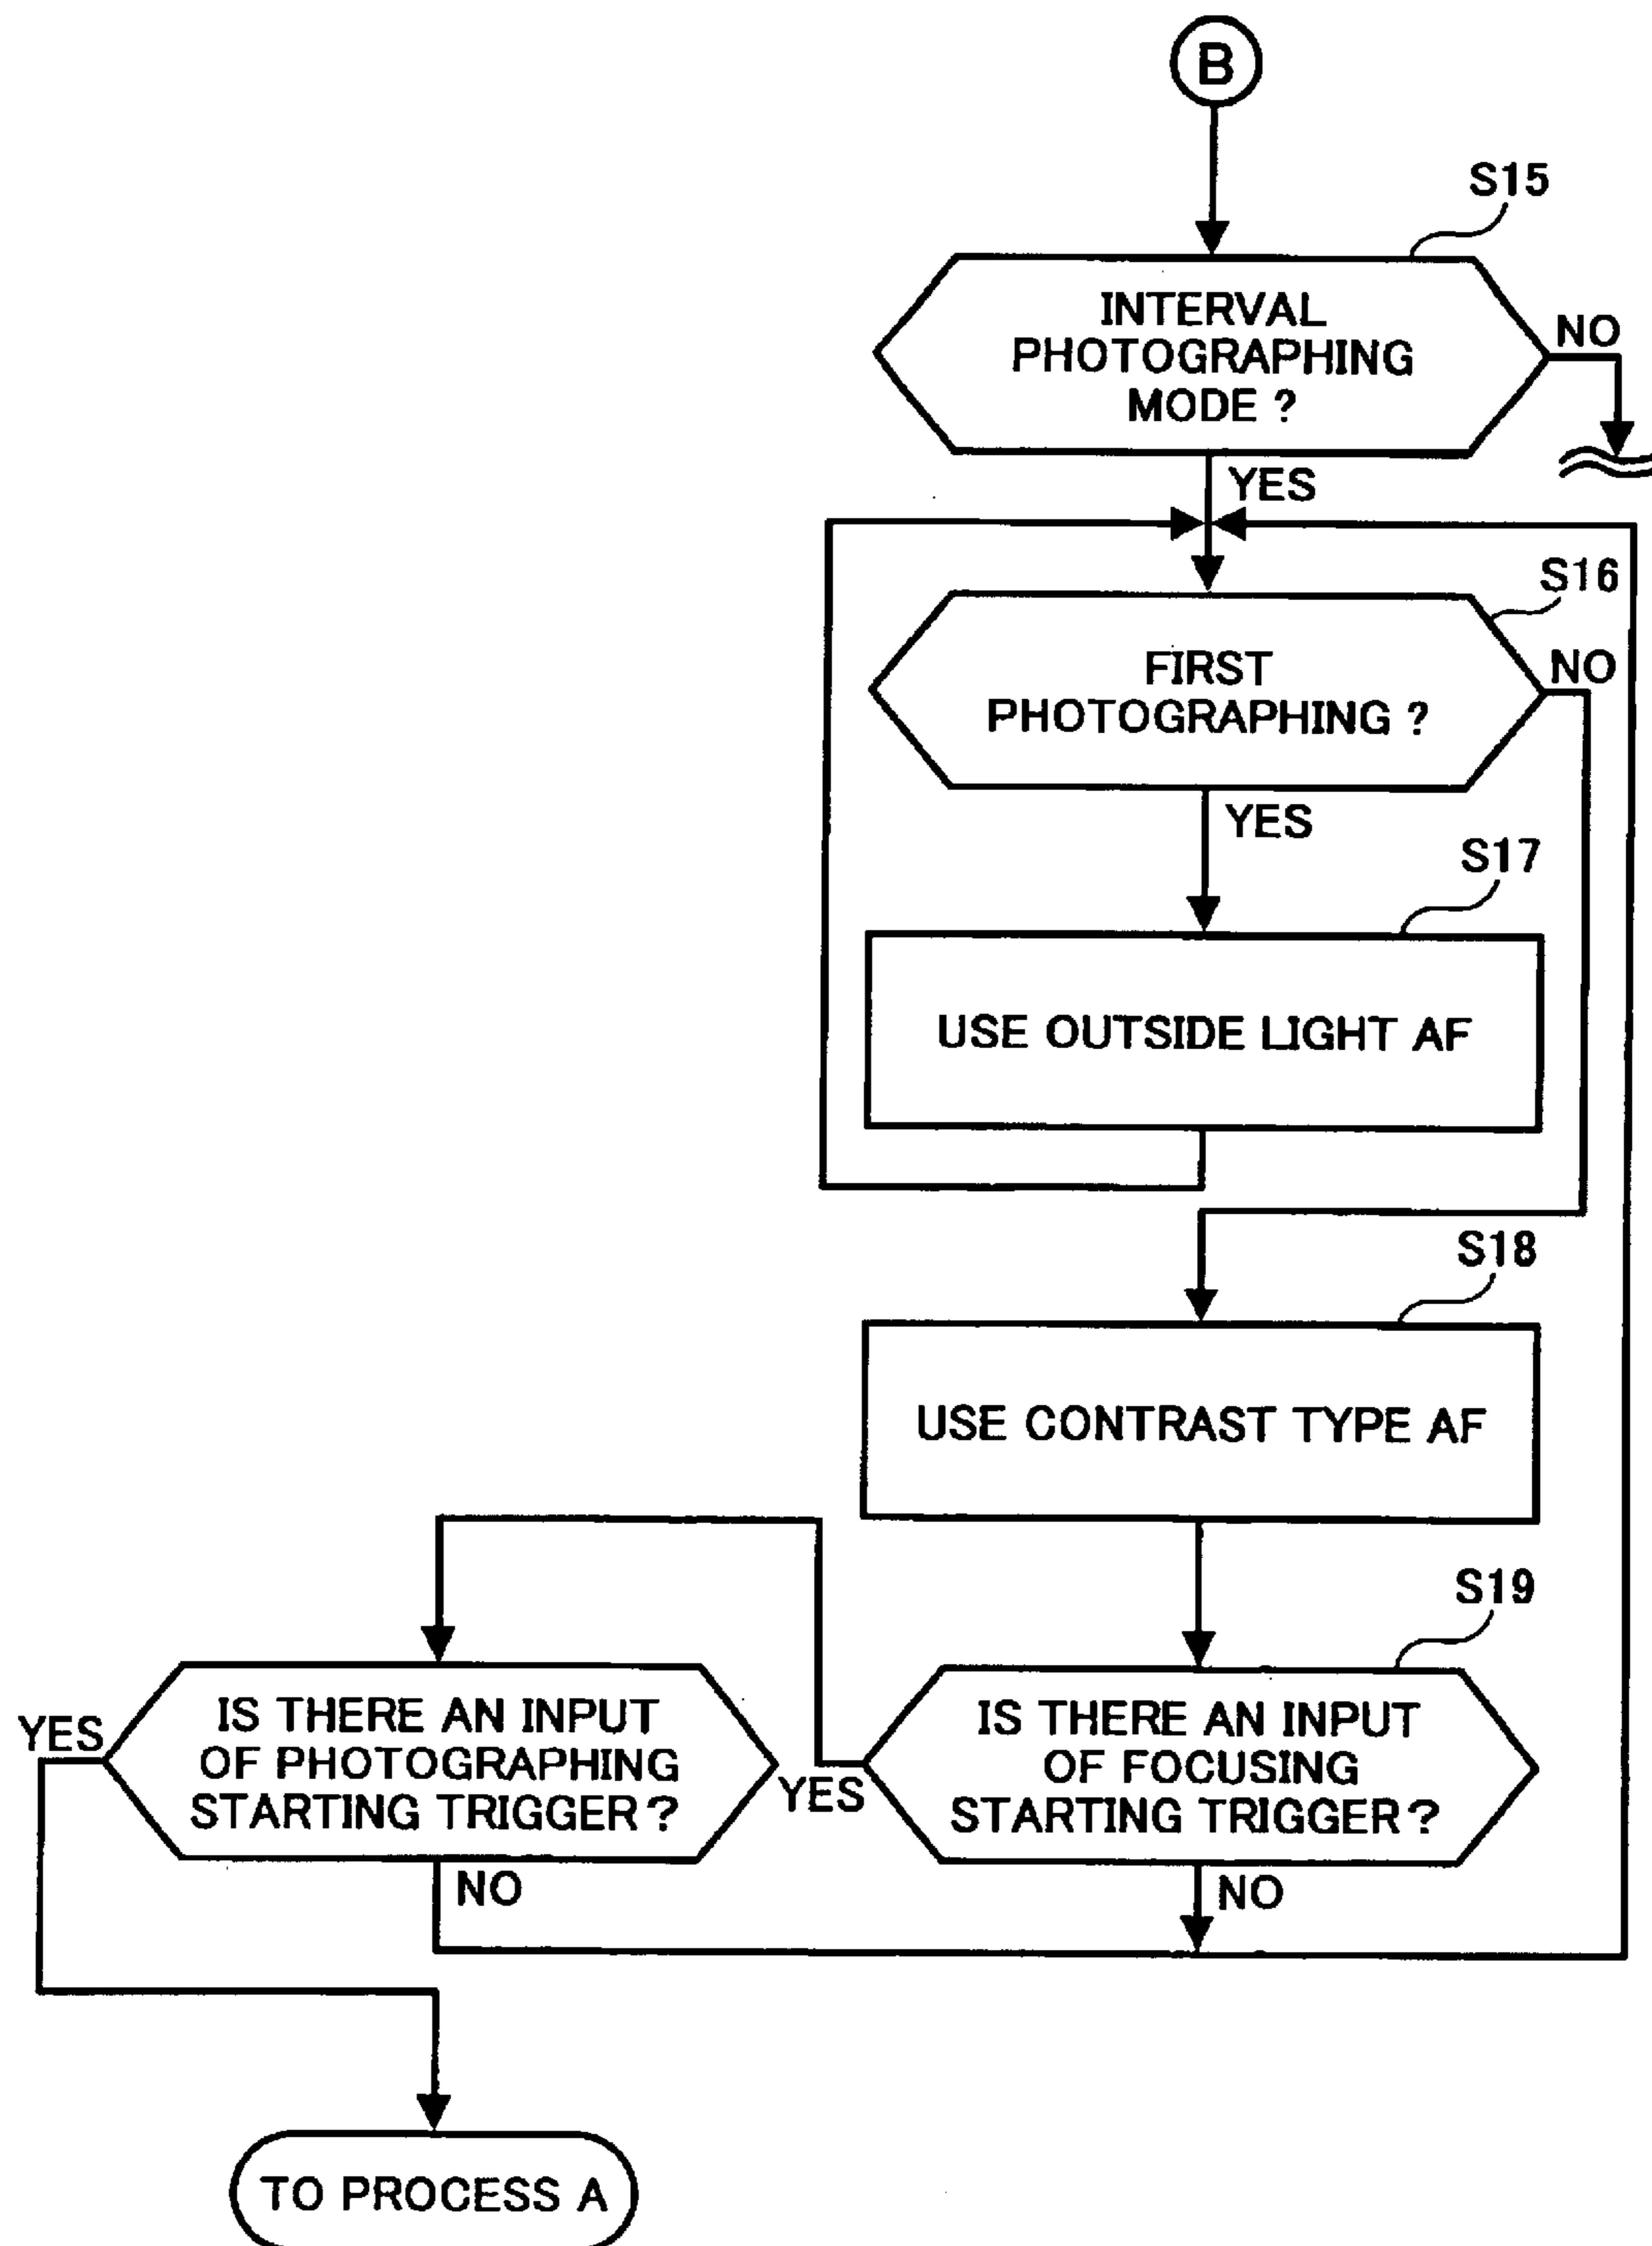 B
S15
INTERVAL
PHOTOGRAPHING
MODE ?
NO
YES
S16
FIRST
PHOTOGRAPHING ?
NO
YES
S17
USE OUTSIDE LIGHT AF
S18
USE CONTRAST TYPE AF
S19
IS THERE AN INPUT
OF FOCUSING
STARTING TRIGGER ?
YES
NO
IS THERE AN INPUT
OF PHOTOGRAPHING
STARTING TRIGGER ?
YES
NO
TO PROCESS A